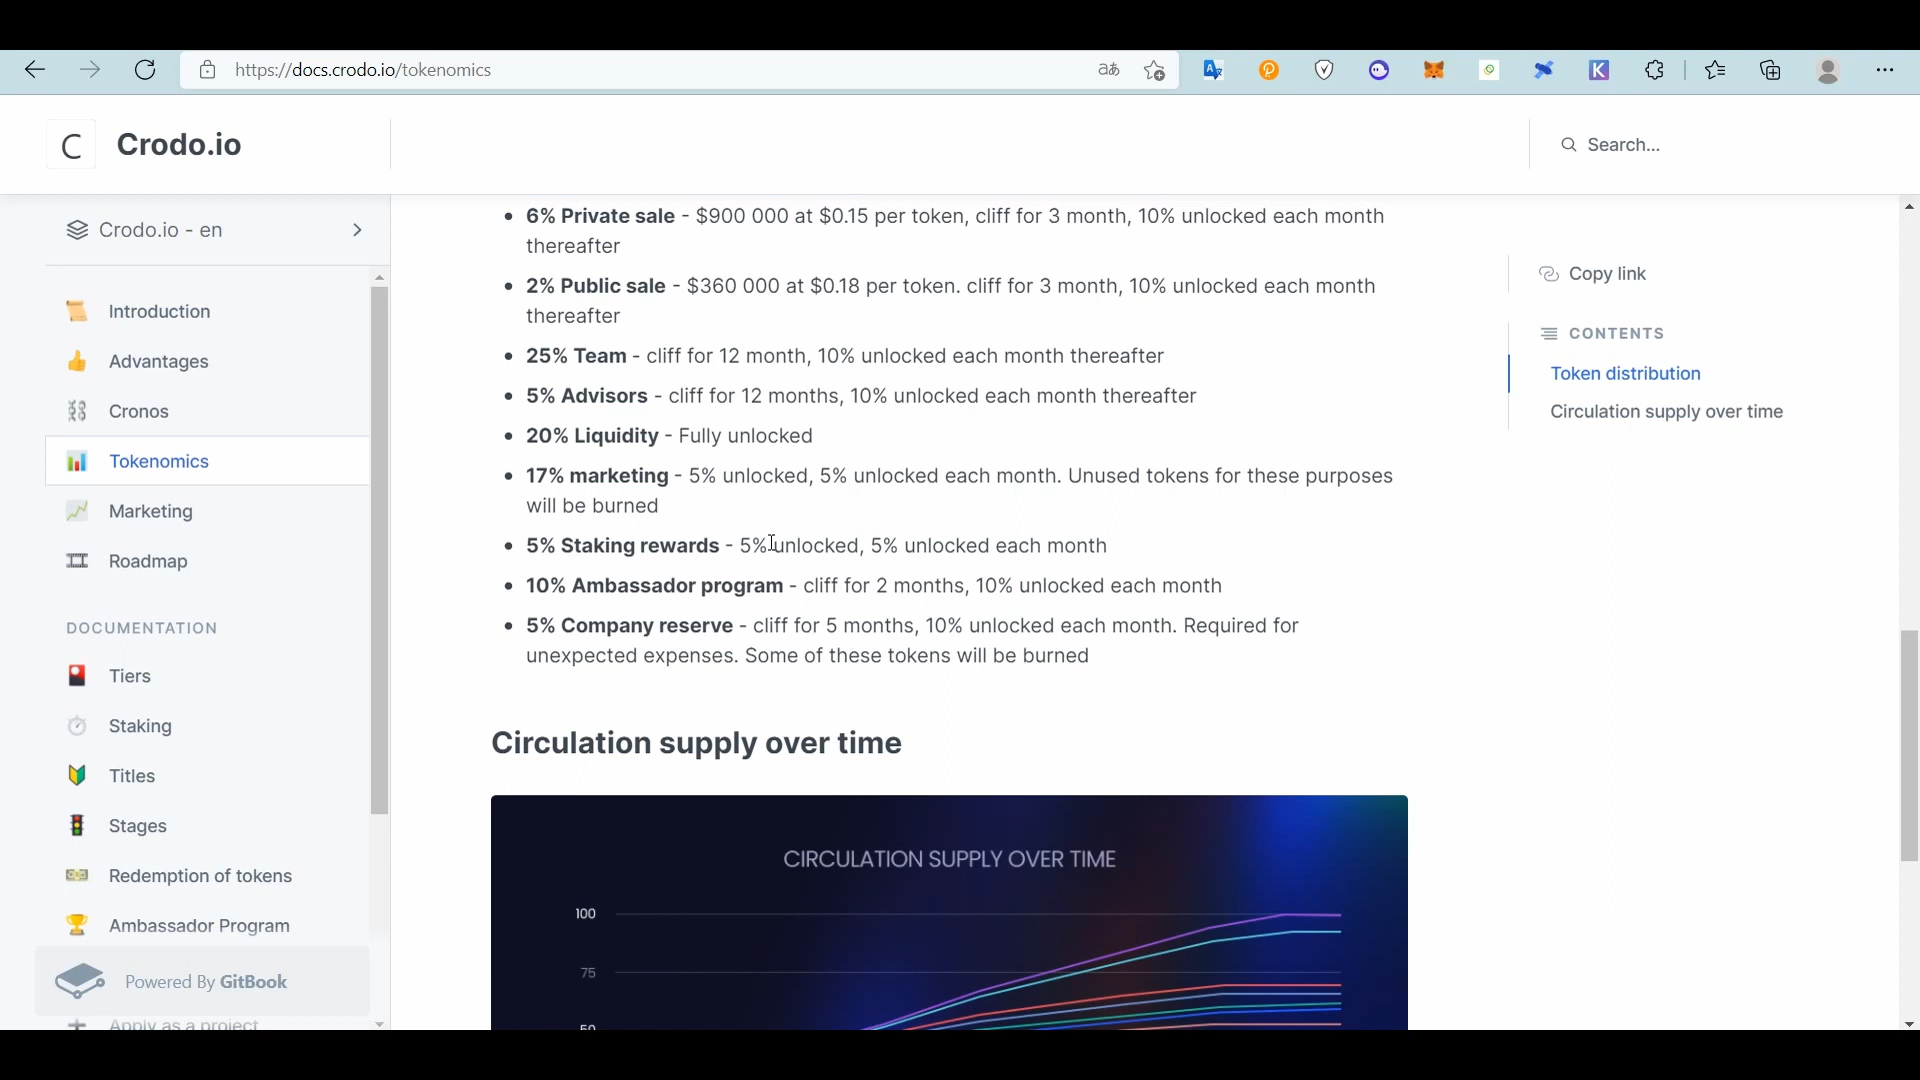 https://docs.crodo.io/tokenomics
C
Crodo.io
Search...
Crodo.io - en
Introduction
Advantages
Cronos
Tokenomics
Marketing
Roadmap
DOCUMENTATION
Tiers
Staking
Titles
Stages
Redemption of tokens
Ambassador Program
Powered By GitBook
Apply as a project
6% Private sale - $900 000 at $0.15 per token, cliff for 3 month, 10% unlocked each month
thereafter
2% Public sale - $360 000 at $0.18 per token. cliff for 3 month, 10% unlocked each month
thereafter
25% Team - cliff for 12 month, 10% unlocked each month thereafter
5% Advisors - cliff for 12 months, 10% unlocked each month thereafter
20% Liquidity - Fully unlocked
17% marketing - 5% unlocked, 5% unlocked each month. Unused tokens for these purposes
will be burned
5% Staking rewards - 5% unlocked, 5% unlocked each month
10% Ambassador program - cliff for 2 months, 10% unlocked each month
5% Company reserve - cliff for 5 months, 10% unlocked each month. Required for
unexpected expenses. Some of these tokens will be burned
Circulation supply over time
CIRCULATION SUPPLY OVER TIME
100
75
50
Copy link
CONTENTS
Token distribution
Circulation supply over time